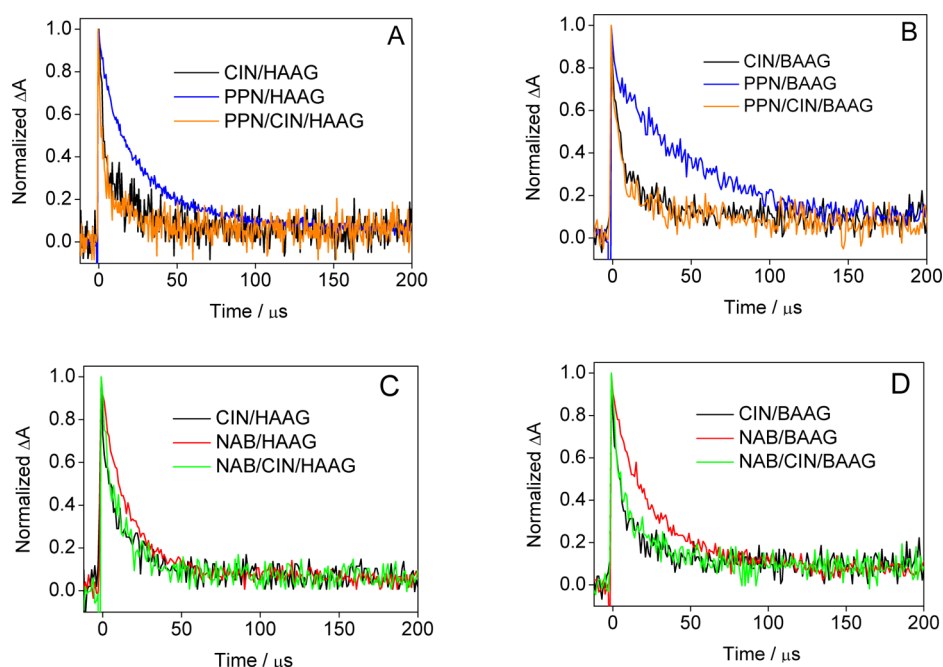 A
CIN/HAAG
PPN/HAAG
PPN/CIN/HAAG
Normalized ΔA
1.0
0.8
0.6
0.4
0.2
0.0
0 50 100 150 200
Time / μs
B
CIN/BAAG
PPN/BAAG
PPN/CIN/BAAG
Normalized ΔA
1.0
0.8
0.6
0.4
0.2
0.0
0 50 100 150 200
Time / μs
C
CIN/HAAG
NAB/HAAG
NAB/CIN/HAAG
Normalized ΔA
1.0
0.8
0.6
0.4
0.2
0.0
0 50 100 150 200
Time / μs
D
CIN/BAAG
NAB/BAAG
NAB/CIN/BAAG
Normalized ΔA
1.0
0.8
0.6
0.4
0.2
0.0
0 50 100 150 200
Time / μs